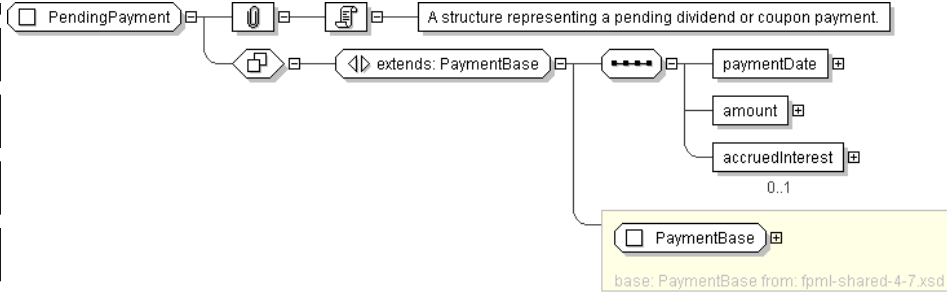 PendingPayment
A structure representing a pending dividend or coupon payment.
extends: PaymentBase
paymentDate
amount
accruedInterest
0..1
PaymentBase
base: PaymentBase from: fpml-shared-4-7.xsd